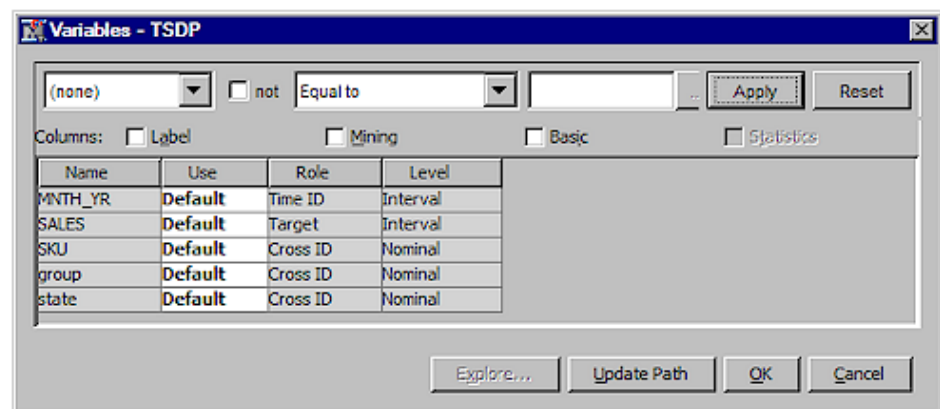 Variables - TSDP
(none) not Equal to .. Apply Reset
Columns: Label Mining Basic Statistics
Name Use Role Level
MNTH_YR Default Time ID Interval
SALES Default Target Interval
SKU Default Cross ID Nominal
group Default Cross ID Nominal
state Default Cross ID Nominal
Explore... Update Path OK Cancel